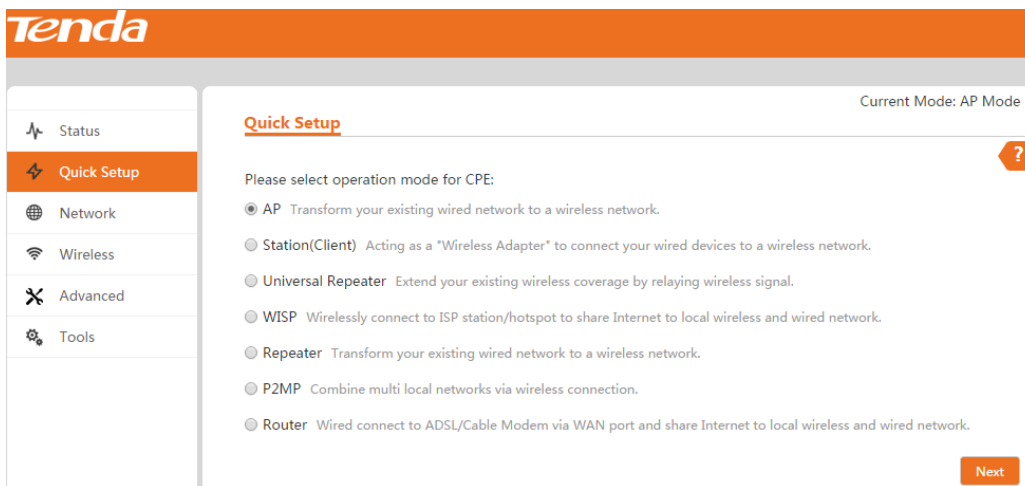 Tenda
Current Mode: AP Mode
Status
Quick Setup
Network
Wireless
Advanced
Tools
Quick Setup
?
Please select operation mode for CPE:
AP Transform your existing wired network to a wireless network.
Station(Client) Acting as a "Wireless Adapter" to connect your wired devices to a wireless network.
Universal Repeater Extend your existing wireless coverage by relaying wireless signal.
WISP Wirelessly connect to ISP station/hotspot to share Internet to local wireless and wired network.
Repeater Transform your existing wired network to a wireless network.
P2MP Combine multi local networks via wireless connection.
Router Wired connect to ADSL/Cable Modem via WAN port and share Internet to local wireless and wired network.
Next